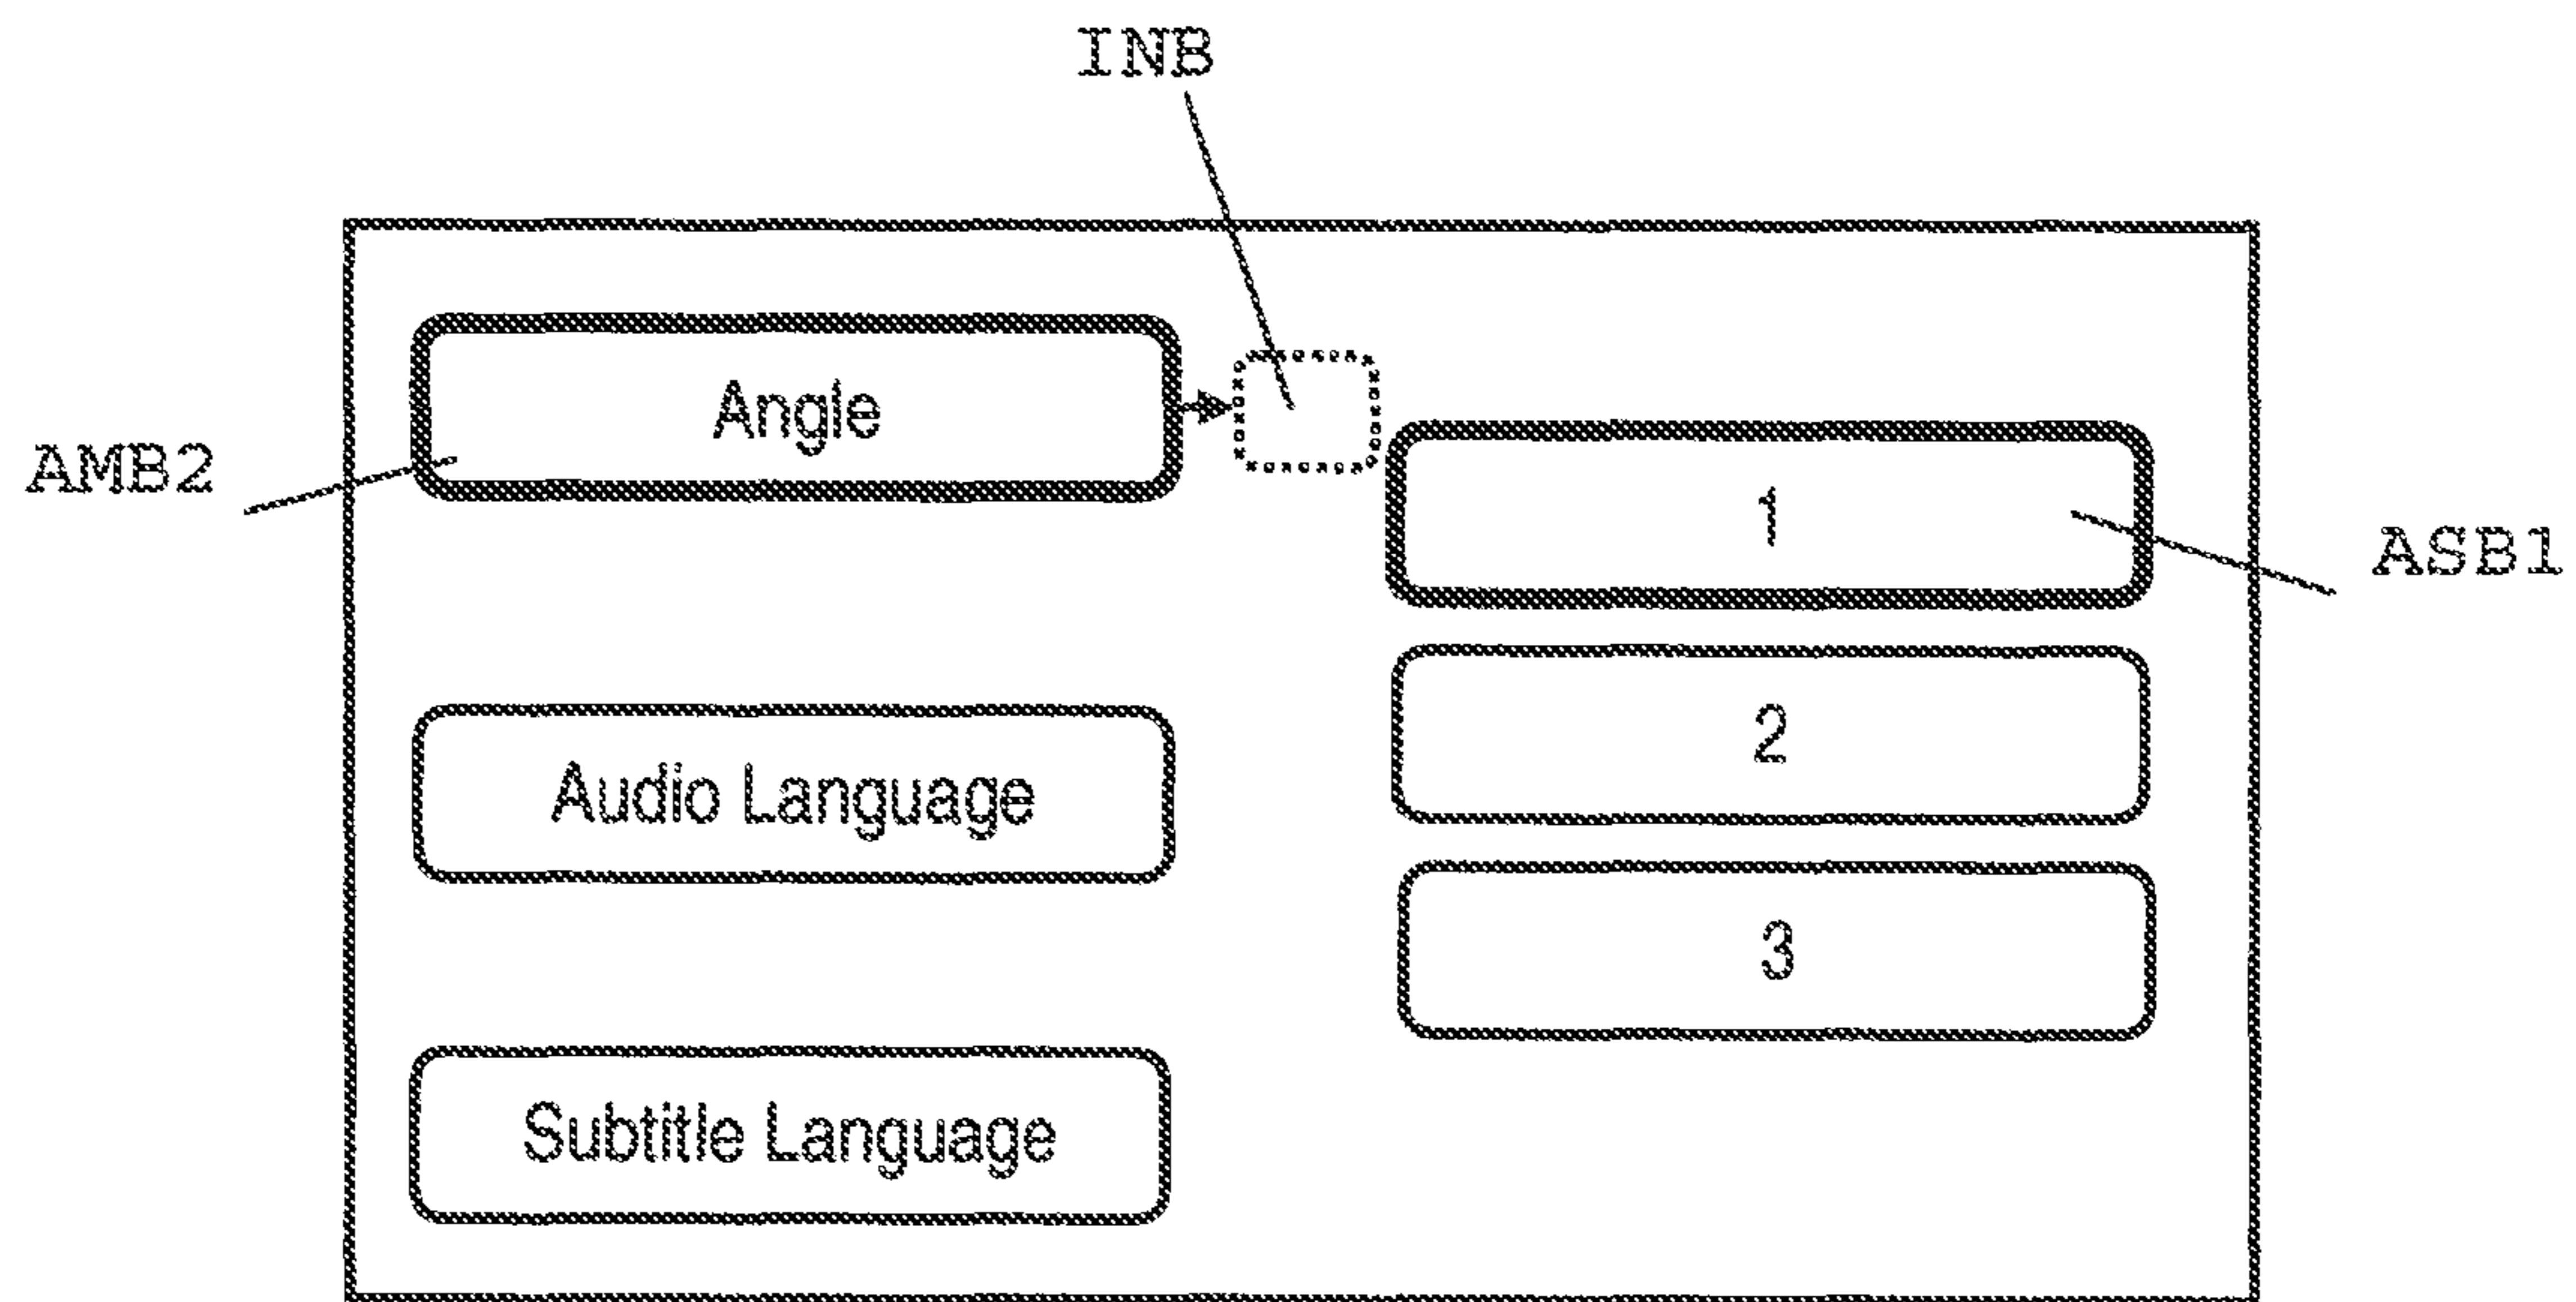 INB
Angle
AMB2
1
ASB1
2
Audio Language
3
Subtitle Language